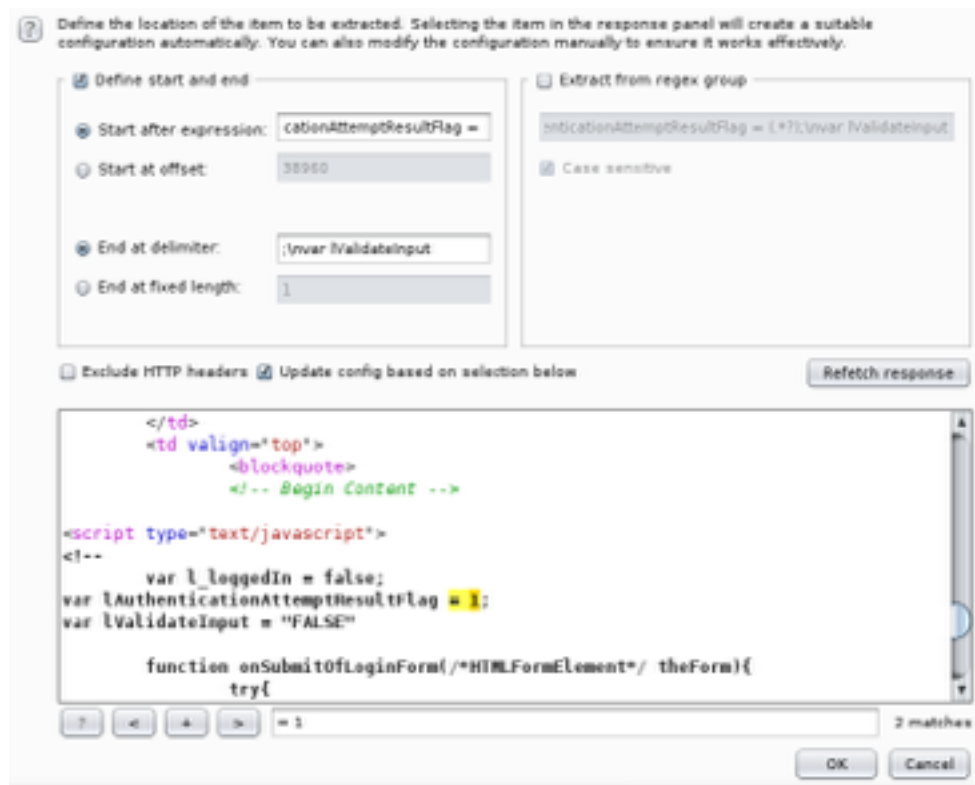 ?
Define the location of the item to be extracted. Selecting the item in the response panel will create a suitable
configuration automatically. You can also modify the configuration manually to ensure it works effectively.
Define start and end
Extract from regex group
Start after expression: cationAttemptResultFlag =
enticationAttemptResultFlag = (.*?);\nvar lValidateInput
Start at offset: 38960
Case sensitive
End at delimiter: ;\nvar lValidateInput
End at fixed length: 1
Exclude HTTP headers Update config based on selection below Refetch response
</td>
<td valign="top">
<blockquote>
<!-- Begin Content -->
<script type="text/javascript">
<!--
var l_loggedIn = false;
var lAuthenticationAttemptResultFlag = 1;
var lValidateInput = "FALSE"
function onSubmitOfLoginForm(/*HTMLFormElement*/ theForm){
try{
? < + > = 1 2 matches
OK Cancel